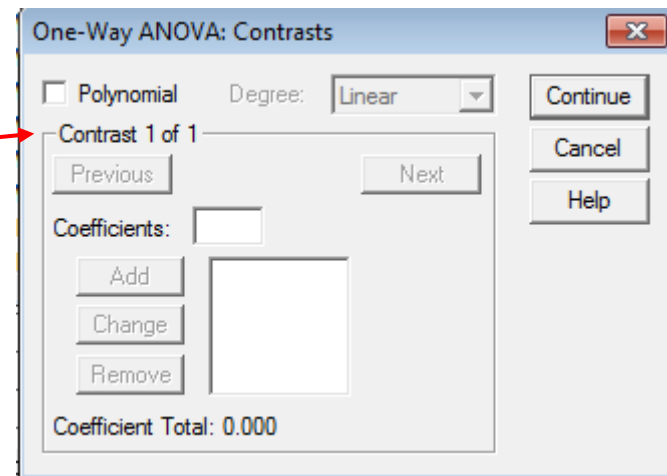 One-Way ANOVA: Contrasts
Polynomial Degree: Linear Continue
Contrast 1 of 1 Cancel
Previous Next Help
Coefficients:
Add
Change
Remove
Coefficient Total: 0.000